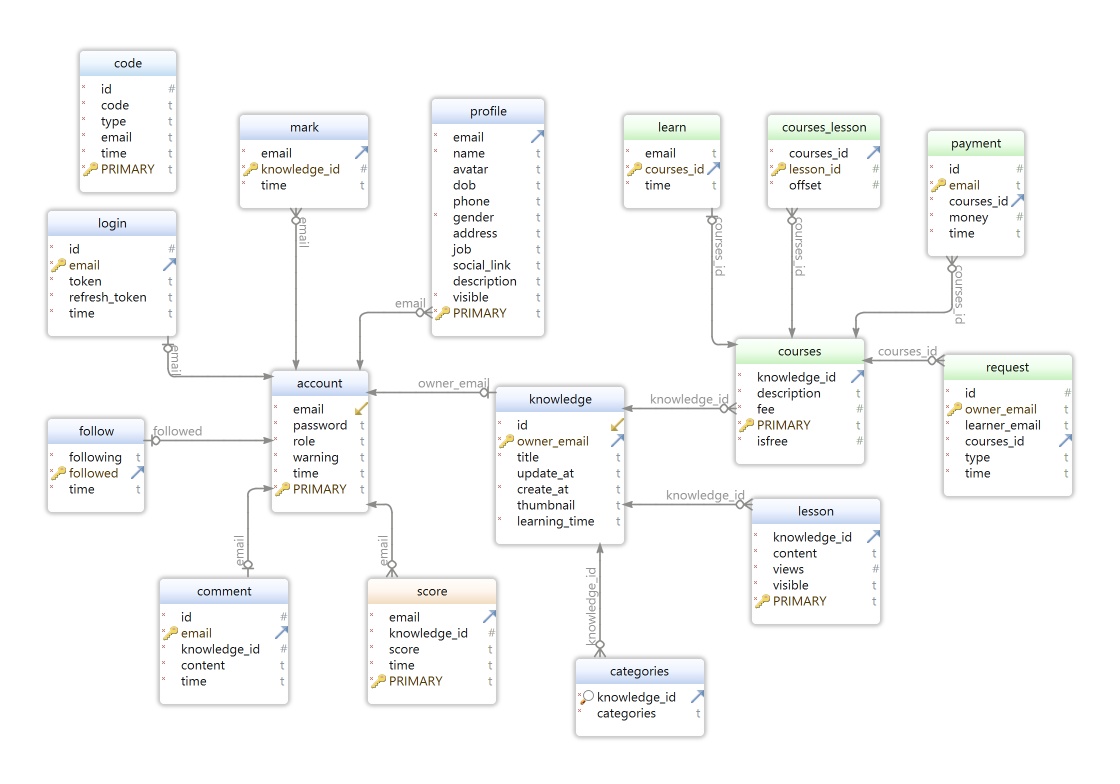 code
id #
code t
type t
email t
time t
PRIMARY t
mark
email
knowledge_id #
time t
profile
email
name t
avatar t
dob t
phone t
gender t
address t
job t
social_link t
description t
visible t
PRIMARY t
learn
email t
courses_id
time t
courses_lesson
courses_id
lesson_id #
offset #
payment
id #
email t
courses_id
money #
time t
login
id #
email
token t
refresh_token t
time t
email
email
email
courses_id
courses_id
courses_id
account
email
password t
role t
warning t
time t
PRIMARY t
owner_email
knowledge
id
owner_email
title t
update_at t
create_at t
thumbnail t
learning_time t
knowledge_id
courses
knowledge_id
description t
fee #
PRIMARY t
isfree #
courses_id
request
id #
owner_email t
learner_email t
courses_id
type t
time t
follow
following t
followed
time t
followed
knowledge_id
lesson
knowledge_id
content t
views #
visible t
PRIMARY t
email
email
knowledge_id
comment
id #
email
knowledge_id #
content t
time t
score
email
knowledge_id #
score t
time t
PRIMARY t
categories
knowledge_id
categories t